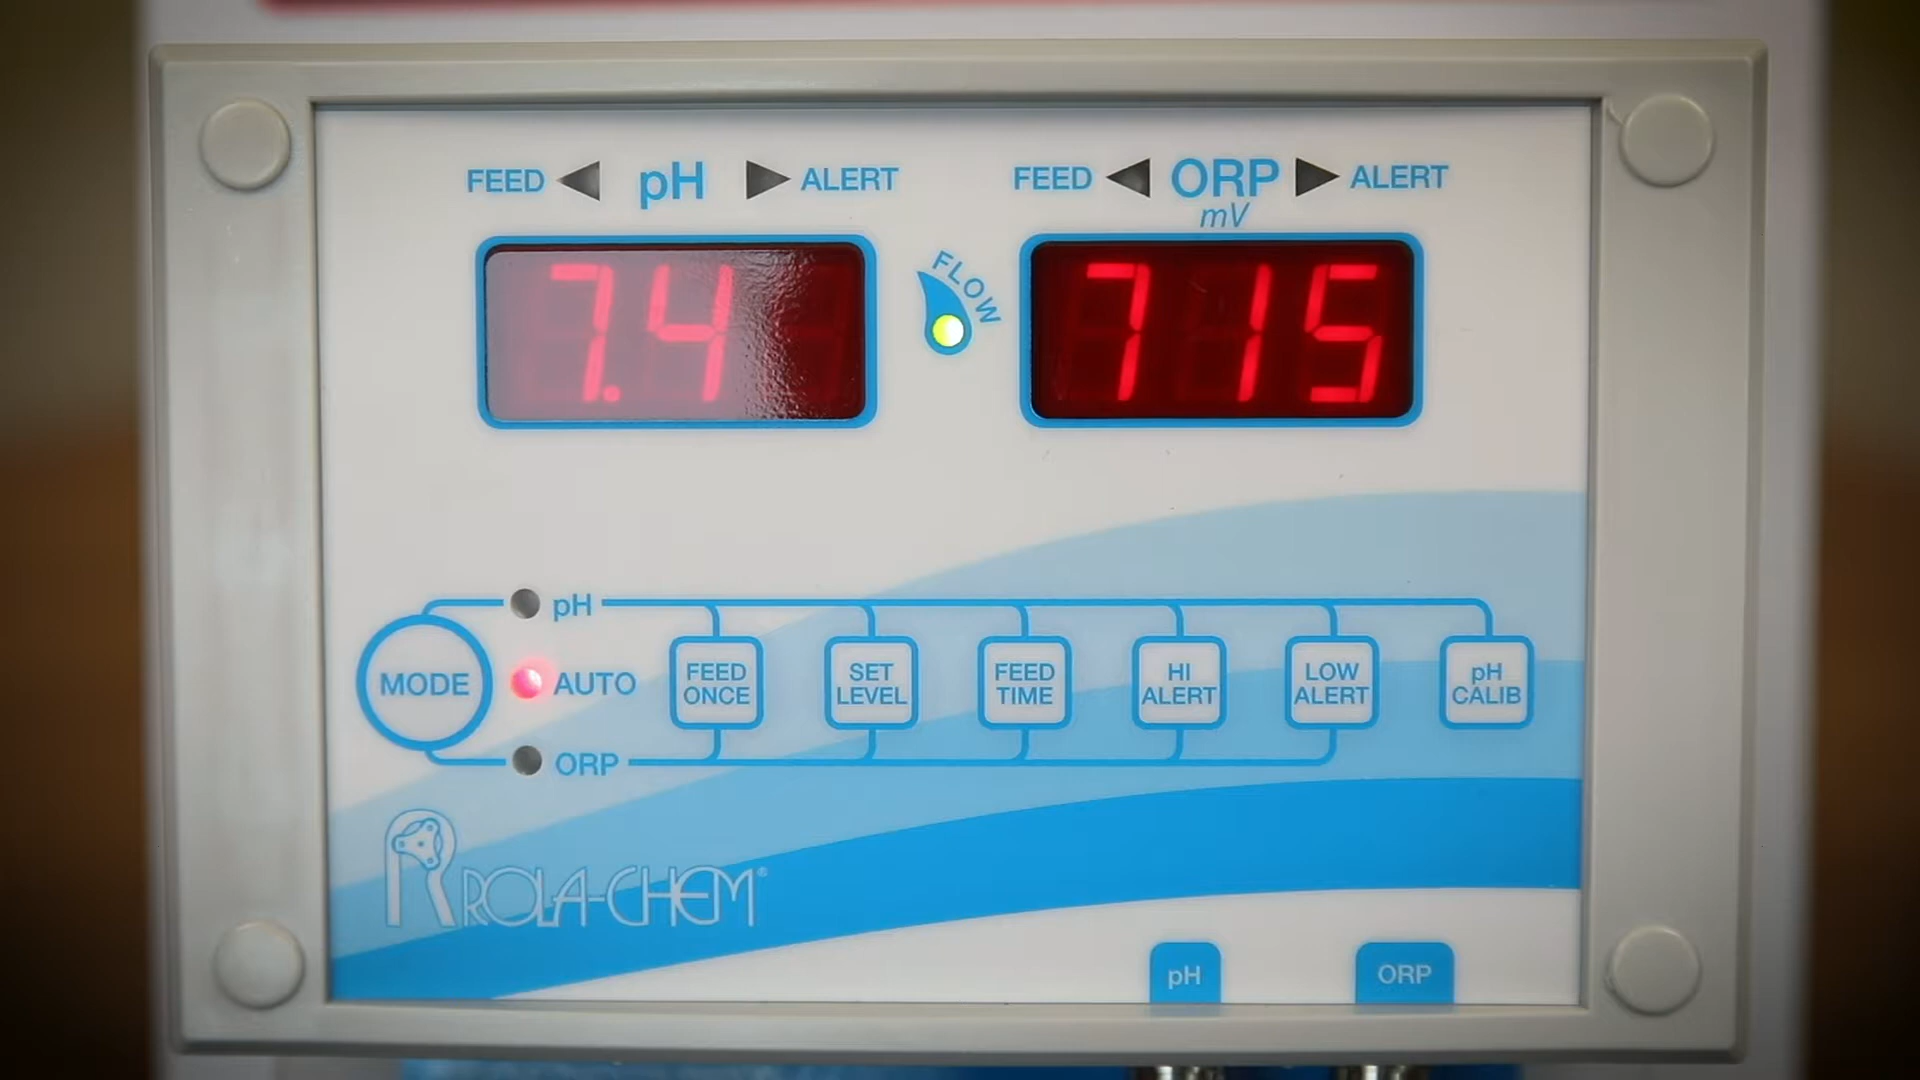 FEED pH ALERT
FEED ORP ALERT
mV
7.4
FLOW
715
pH
MODE
AUTO
ORP
FEED
ONCE
SET
LEVEL
FEED
TIME
HI
ALERT
LOW
ALERT
pH
CALIB
ROLA-CHEM®
pH
ORP